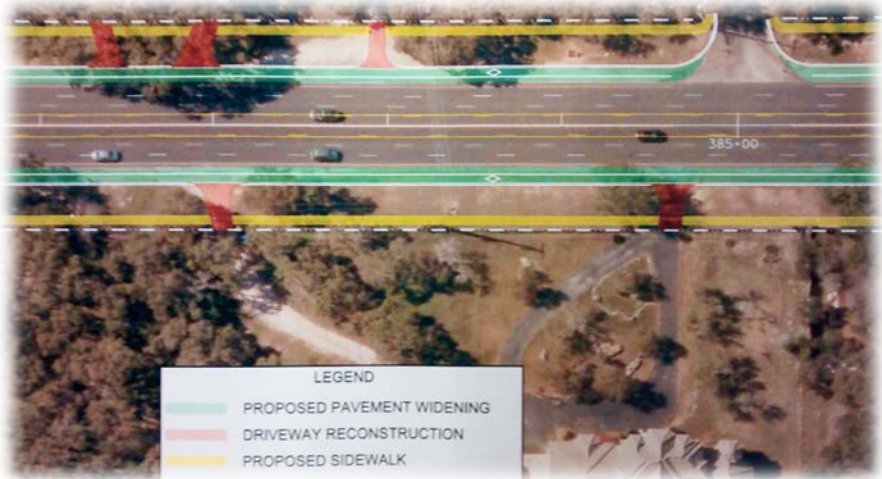 385+00
LEGEND
PROPOSED PAVEMENT WIDENING
DRIVEWAY RECONSTRUCTION
PROPOSED SIDEWALK